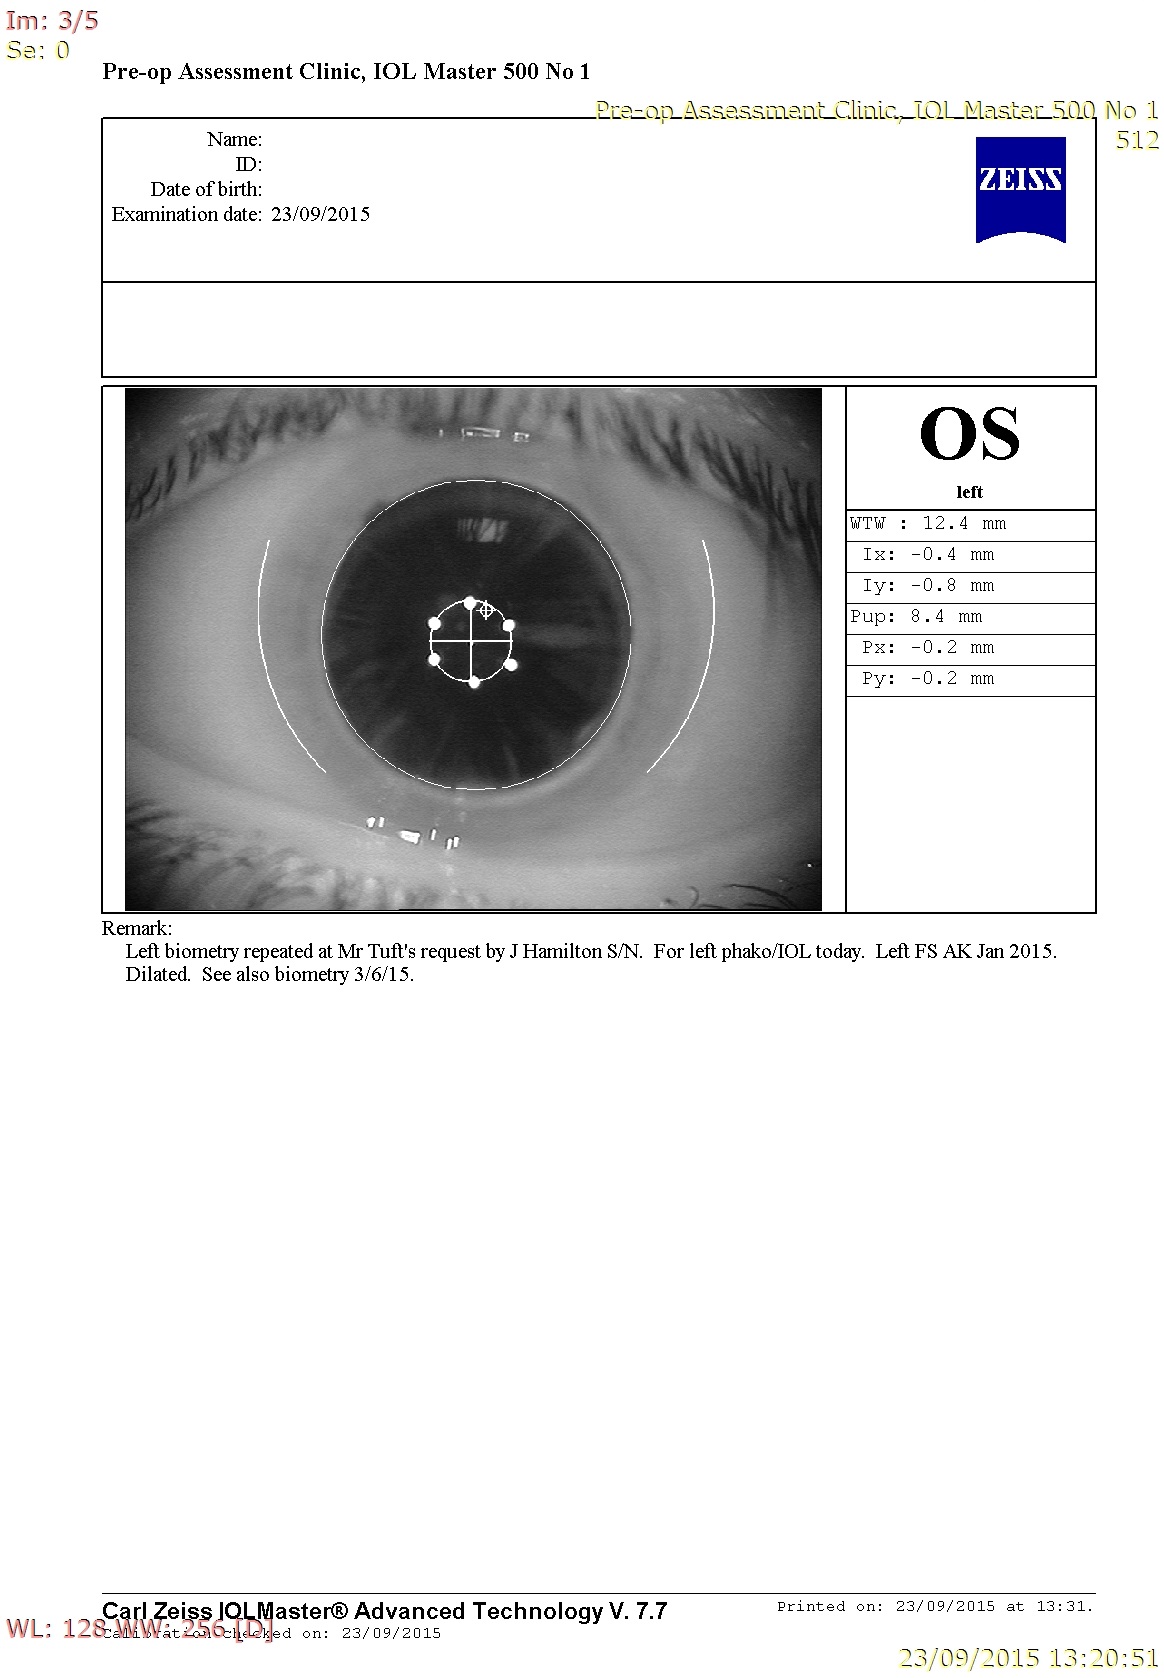 Im: 3/5
Se: 0
Pre-op Assessment Clinic, IOL Master 500 No 1
Pre-op Assessment Clinic, IOL Master 500 No 1
512
Name:
ID:
Date of birth:
Examination date: 23/09/2015
ZEISS
OS
left
WTW : 12.4 mm
Ix: -0.4 mm
Iy: -0.8 mm
Pup: 8.4 mm
Px: -0.2 mm
Py: -0.2 mm
Remark:
Left biometry repeated at Mr Tuft's request by J Hamilton S/N. For left phako/IOL today. Left FS AK Jan 2015.
Dilated. See also biometry 3/6/15.
Carl Zeiss IOLMaster® Advanced Technology V. 7.7
Printed on: 23/09/2015 at 13:31.
WL: 128 WW: 256 [D]
Calibration checked on: 23/09/2015
23/09/2015 13:20:51